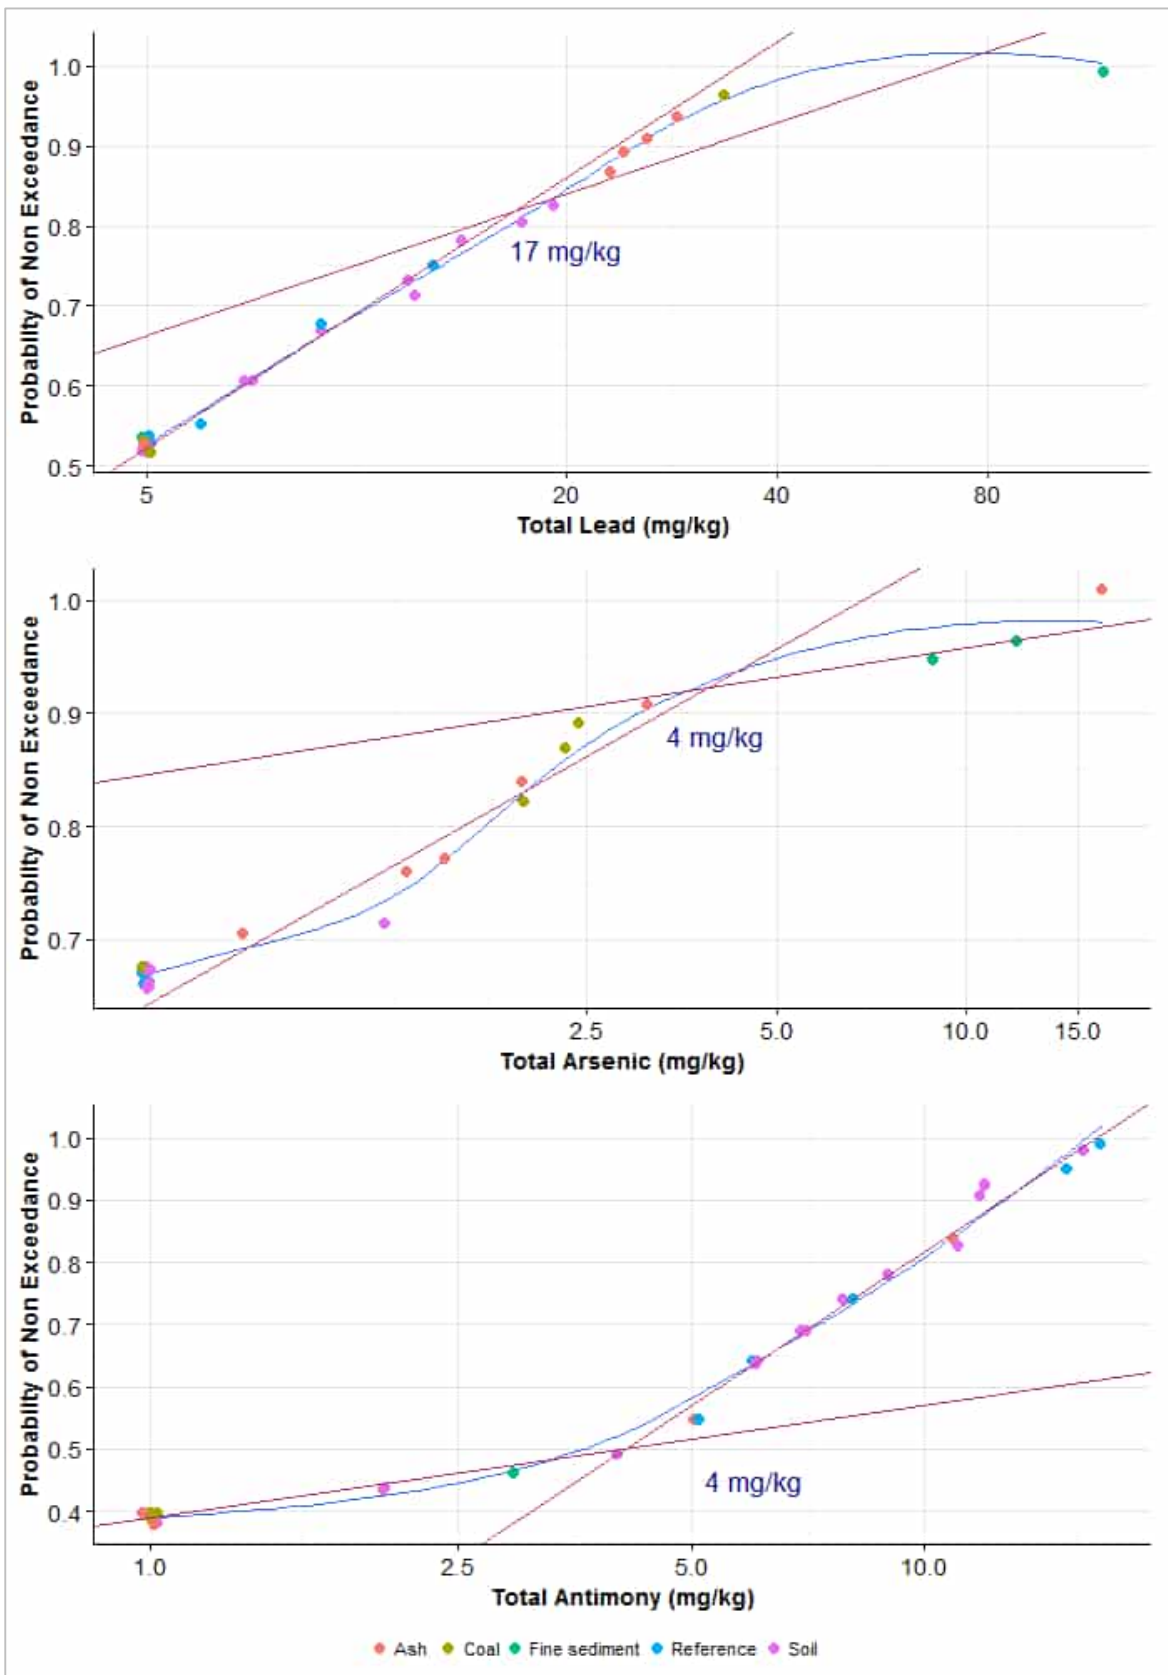 Probabilty of Non Exceedance
1.0
0.9
0.8
0.7
0.6
0.5
17 mg/kg
5
20
40
80
Total Lead (mg/kg)
Probabilty of Non Exceedance
1.0
0.9
0.8
0.7
4 mg/kg
2.5
5.0
10.0
15.0
Total Arsenic (mg/kg)
Probabilty of Non Exceedance
1.0
0.9
0.8
0.7
0.6
0.5
0.4
4 mg/kg
1.0
2.5
5.0
10.0
Total Antimony (mg/kg)
Ash Coal Fine sediment Reference Soil